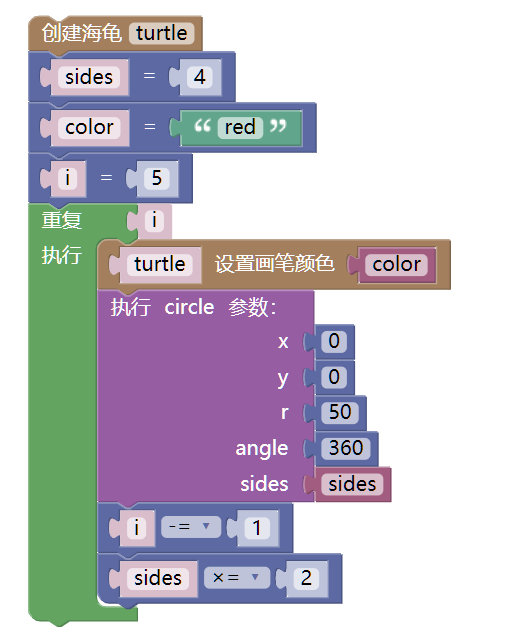 创建海龟 turtle
sides = 4
color = “ red ”
i = 5
重复 i
执行 turtle 设置画笔颜色 color
执行 circle 参数:
x 0
y 0
r 50
angle 360
sides sides
i -= ▾ 1
sides ×= ▾ 2